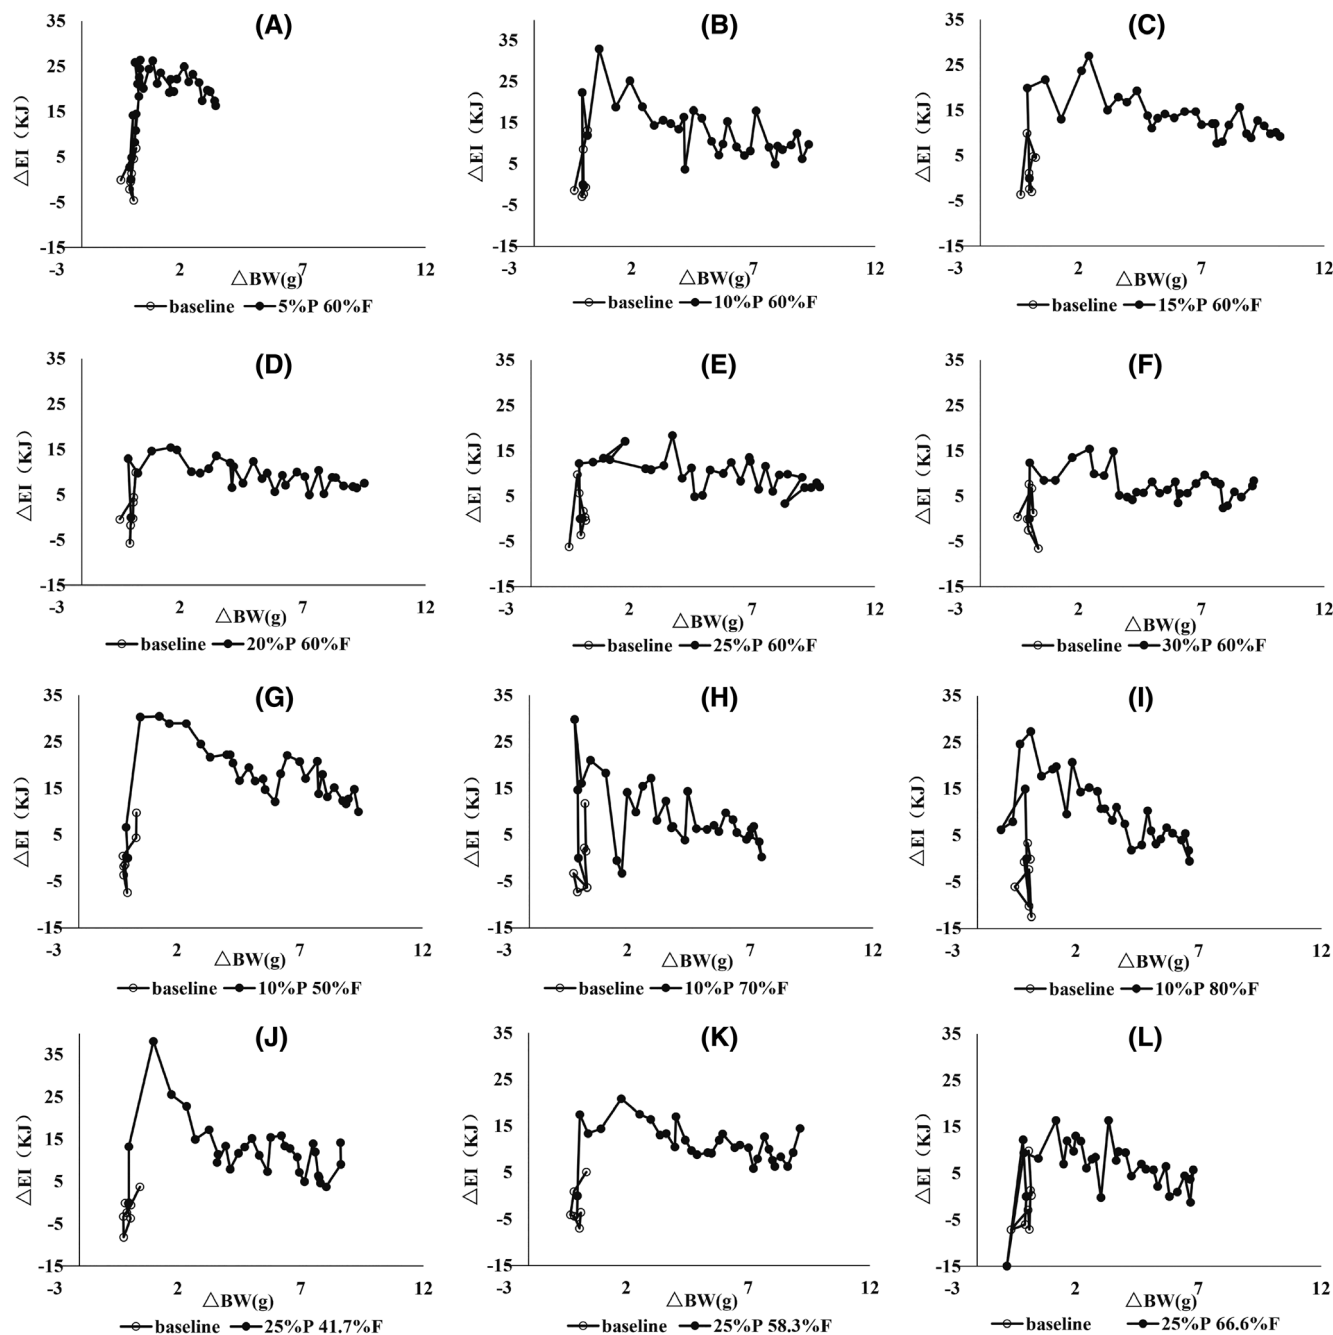 (A)
35
25
15
5
-5
-15
-3
2
7
12
△EI（KJ）
△BW(g)
baseline 5%P 60%F
(B)
35
25
15
5
-5
-15
-3
2
7
12
△EI（KJ）
△BW(g)
baseline 10%P 60%F
(C)
35
25
15
5
-5
-15
-3
2
7
12
△EI（KJ）
△BW(g)
baseline 15%P 60%F
(D)
35
25
15
5
-5
-15
-3
2
7
12
△EI（KJ）
△BW(g)
baseline 20%P 60%F
(E)
35
25
15
5
-5
-15
-3
2
7
12
△EI（KJ）
△BW(g)
baseline 25%P 60%F
(F)
35
25
15
5
-5
-15
-3
2
7
12
△EI（KJ）
△BW(g)
baseline 30%P 60%F
(G)
35
25
15
5
-5
-15
-3
2
7
12
△EI（KJ）
△BW(g)
baseline 10%P 50%F
(H)
35
25
15
5
-5
-15
-3
2
7
12
△EI（KJ）
△BW(g)
baseline 10%P 70%F
(I)
35
25
15
5
-5
-15
-3
2
7
12
△EI（KJ）
△BW(g)
baseline 10%P 80%F
(J)
35
25
15
5
-5
-15
-3
2
7
12
△EI（KJ）
△BW(g)
baseline 25%P 41.7%F
(K)
35
25
15
5
-5
-15
-3
2
7
12
△EI（KJ）
△BW(g)
baseline 25%P 58.3%F
(L)
35
25
15
5
-5
-15
-3
2
7
12
△EI（KJ）
△BW(g)
baseline 25%P 66.6%F